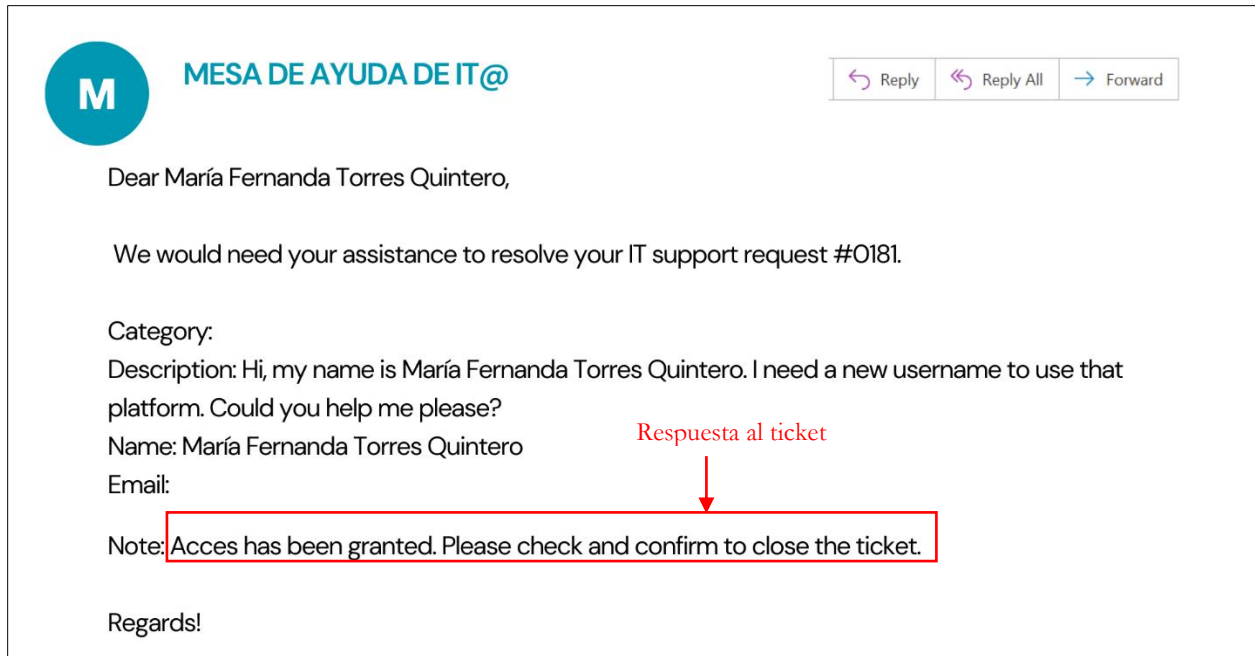 M
MESA DE AYUDA DE IT@
Reply
Reply All
Forward
Dear María Fernanda Torres Quintero,
We would need your assistance to resolve your IT support request #0181.
Category:
Description: Hi, my name is María Fernanda Torres Quintero. I need a new username to use that
platform. Could you help me please?
Name: María Fernanda Torres Quintero
Respuesta al ticket
Email:
Note: Acces has been granted. Please check and confirm to close the ticket.
Regards!